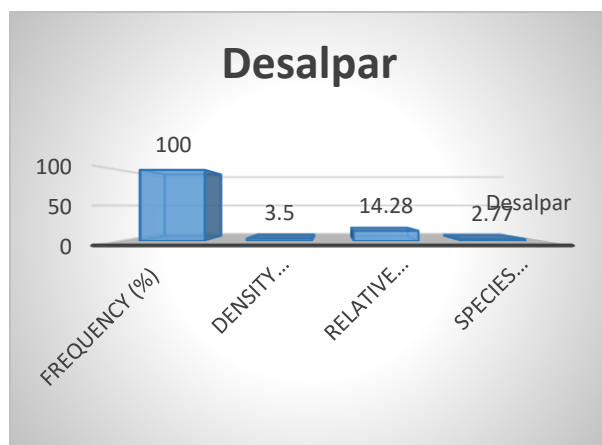 Desalpar
100
100
50
0
3.5
14.28
2.77
Desalpar
FREQUENCY (%)
DENSITY...
RELATIVE...
SPECIES...